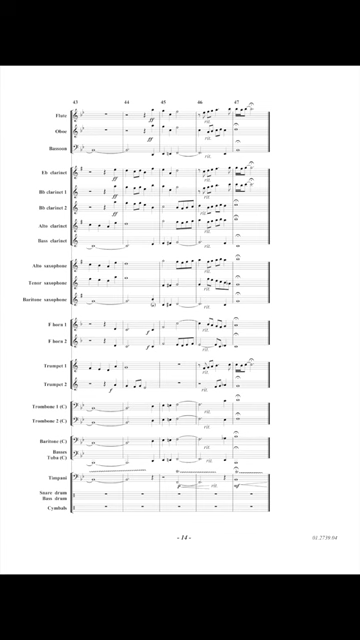 43 44 45 46 47
Flute
Oboe
Bassoon
Eb clarinet
Bb clarinet 1
Bb clarinet 2
Alto clarinet
Bass clarinet
Alto saxophone
Tenor saxophone
Baritone saxophone
F horn 1
F horn 2
Trumpet 1
Trumpet 2
Trombone 1 (C)
Trombone 2 (C)
Baritone (C)
Basses
Tuba (C)
Timpani
Snare drum
Bass drum
Cymbals
- 14 -
01.2739.04